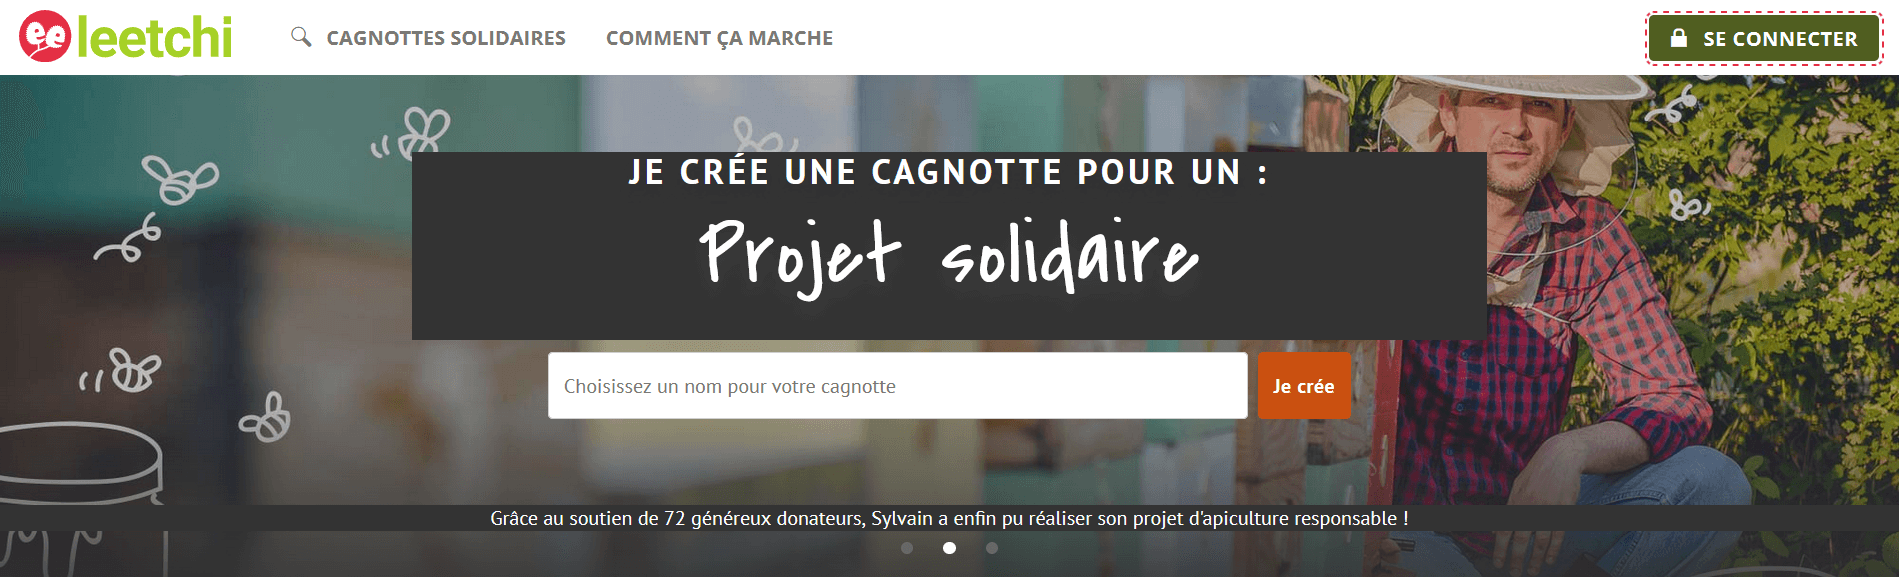 leetchi
CAGNOTTES SOLIDAIRES
COMMENT ÇA MARCHE
SE CONNECTER
JE CRÉE UNE CAGNOTTE POUR UN :
Projet solidaire
Choisissez un nom pour votre cagnotte
Je crée
Grâce au soutien de 72 généreux donateurs, Sylvain a enfin pu réaliser son projet d'apiculture responsable !